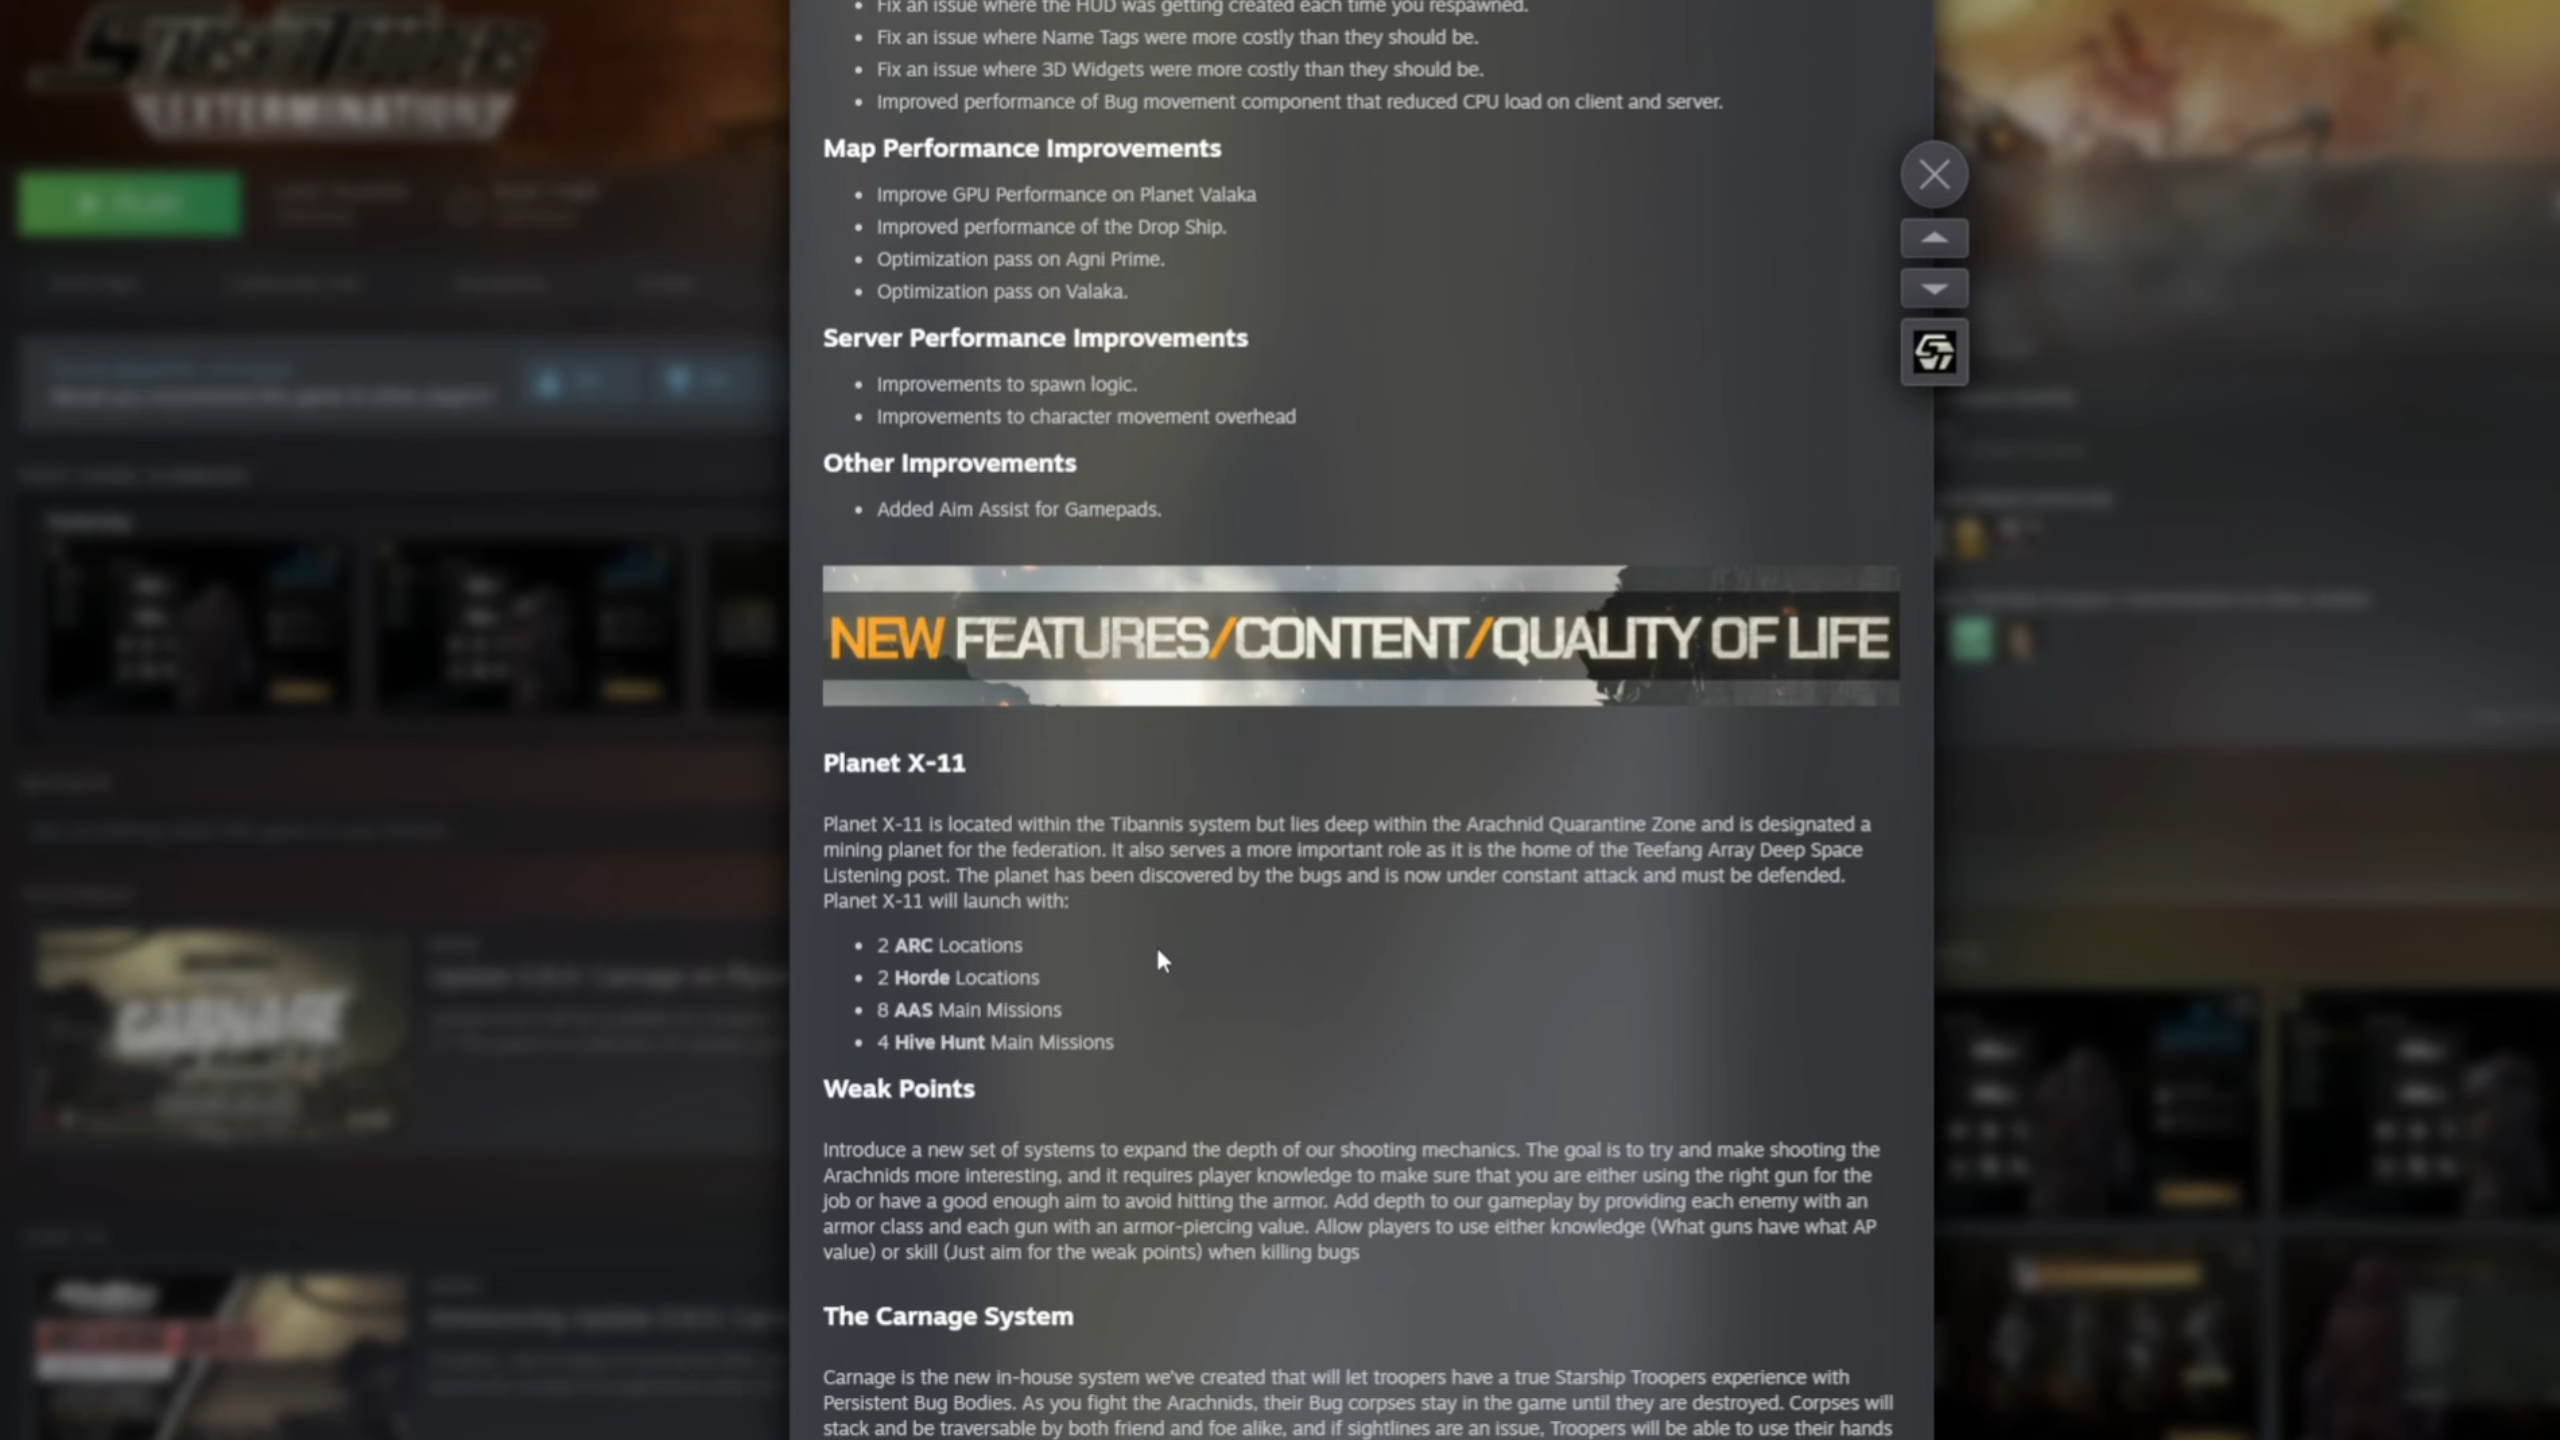 Fix an issue where the HUD was getting created each time you respawned.
Fix an issue where Name Tags were more costly than they should be.
Fix an issue where 3D Widgets were more costly than they should be.
Improved performance of Bug movement component that reduced CPU load on client and server.
Map Performance Improvements
Improve GPU Performance on Planet Valaka
Improved performance of the Drop Ship.
Optimization pass on Agni Prime.
Optimization pass on Valaka.
Server Performance Improvements
Improvements to spawn logic.
Improvements to character movement overhead
Other Improvements
Added Aim Assist for Gamepads.
NEW FEATURES/CONTENT/QUALITY OF LIFE
Planet X-11
Planet X-11 is located within the Tibannis system but lies deep within the Arachnid Quarantine Zone and is designated a
mining planet for the federation. It also serves a more important role as it is the home of the Teefang Array Deep Space
Listening post. The planet has been discovered by the bugs and is now under constant attack and must be defended.
Planet X-11 will launch with:
2 ARC Locations
2 Horde Locations
8 AAS Main Missions
4 Hive Hunt Main Missions
Weak Points
Introduce a new set of systems to expand the depth of our shooting mechanics. The goal is to try and make shooting the
Arachnids more interesting, and it requires player knowledge to make sure that you are either using the right gun for the
job or have a good enough aim to avoid hitting the armor. Add depth to our gameplay by providing each enemy with an
armor class and each gun with an armor-piercing value. Allow players to use either knowledge (What guns have what AP
value) or skill (Just aim for the weak points) when killing bugs
The Carnage System
Carnage is the new in-house system we've created that will let troopers have a true Starship Troopers experience with
Persistent Bug Bodies. As you fight the Arachnids, their Bug corpses stay in the game until they are destroyed. Corpses will
stack and be traversable by both friend and foe alike, and if sightlines are an issue, Troopers will be able to use their hands
EXTERMINATION
PLAY
CARNAGE